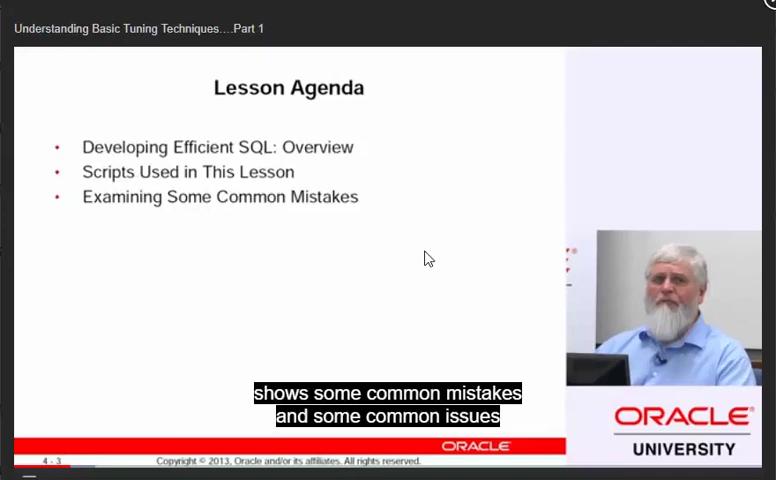 Understanding Basic Tuning Techniques....Part 1
Lesson Agenda
• Developing Efficient SQL: Overview
• Scripts Used in This Lesson
• Examining Some Common Mistakes
shows some common mistakes
and some common issues
ORACLE
4 - 3
Copyright © 2013, Oracle and/or its affiliates. All rights reserved.
ORACLE®
UNIVERSITY